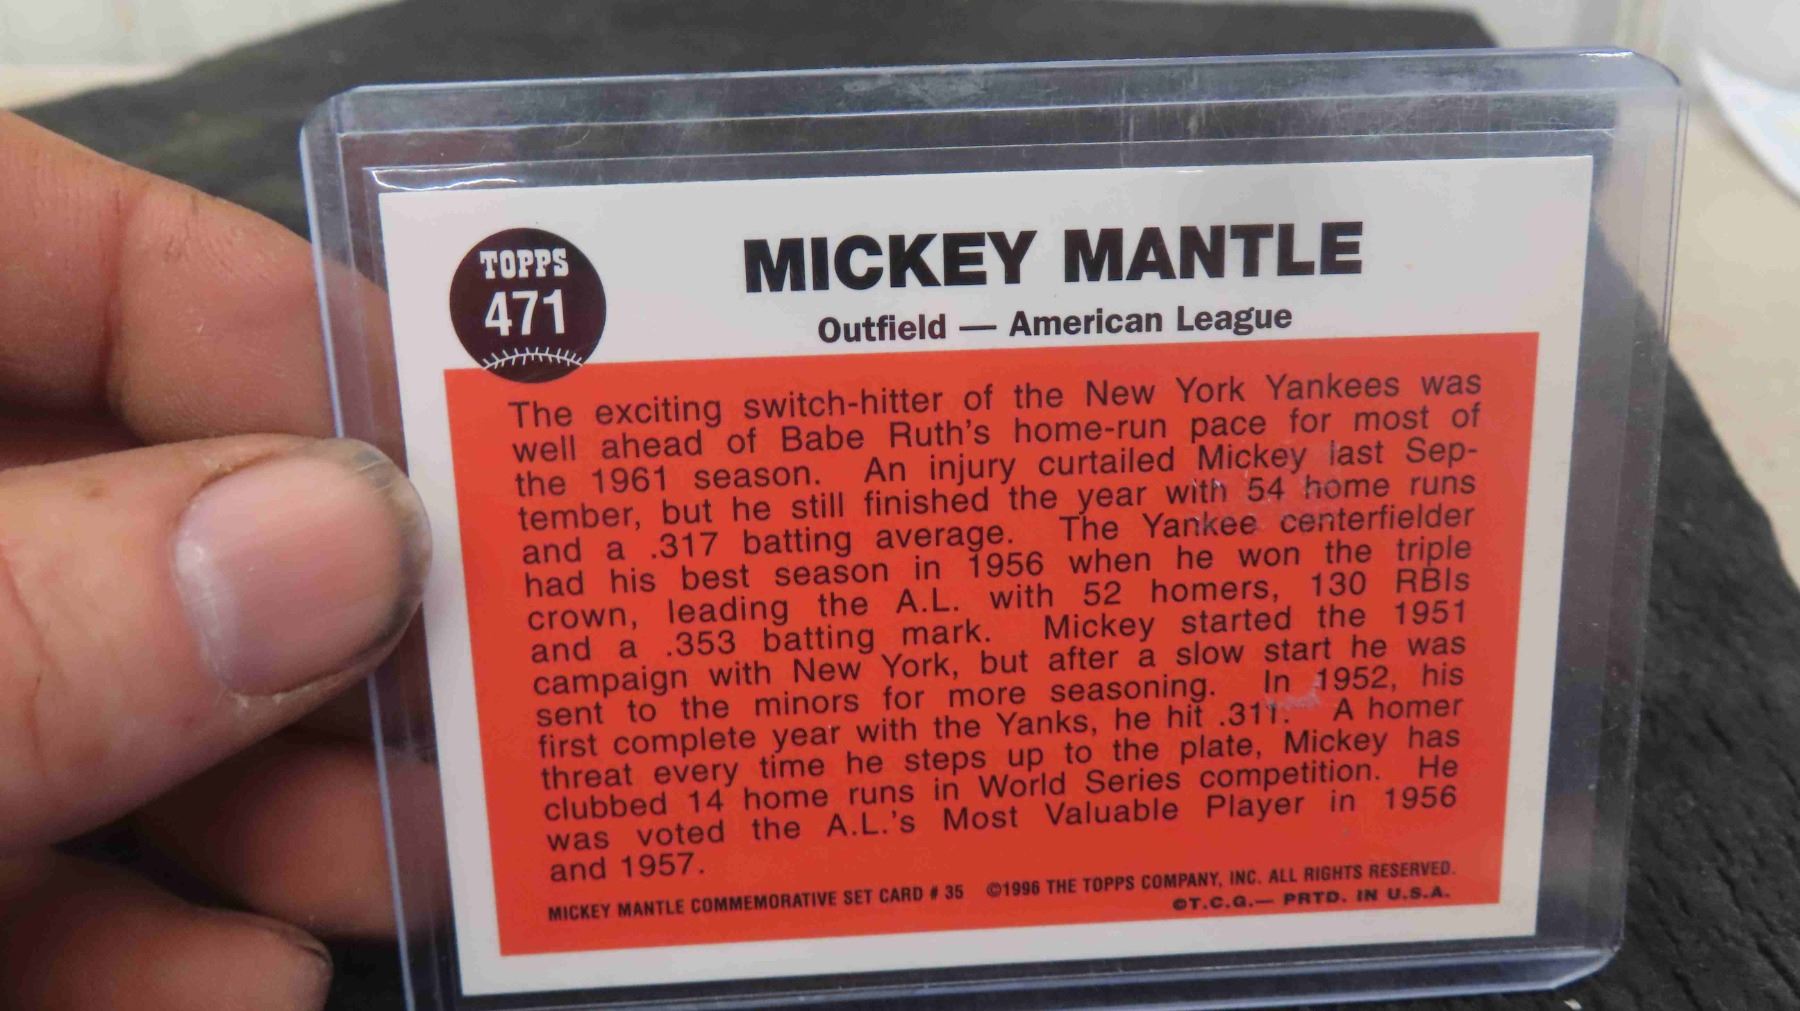 TOPPS
471
MICKEY MANTLE
Outfield — American League
The exciting switch-hitter of the New York Yankees was
well ahead of Babe Ruth's home-run pace for most of
the 1961 season. An injury curtailed Mickey last Sep-
tember, but he still finished the year with 54 home runs
and a .317 batting average. The Yankee centerfielder
had his best season in 1956 when he won the triple
crown, leading the A.L. with 52 homers, 130 RBIs
and a .353 batting mark. Mickey started the 1951
campaign with New York, but after a slow start he was
sent to the minors for more seasoning. In 1952, his
first complete year with the Yanks, he hit .311. A homer
threat every time he steps up to the plate, Mickey has
clubbed 14 home runs in World Series competition. He
was voted the A.L.'s Most Valuable Player in 1956
and 1957.
MICKEY MANTLE COMMEMORATIVE SET CARD # 35 ©1996 THE TOPPS COMPANY, INC. ALL RIGHTS RESERVED.
©T.C.G.— PRTD. IN U.S.A.